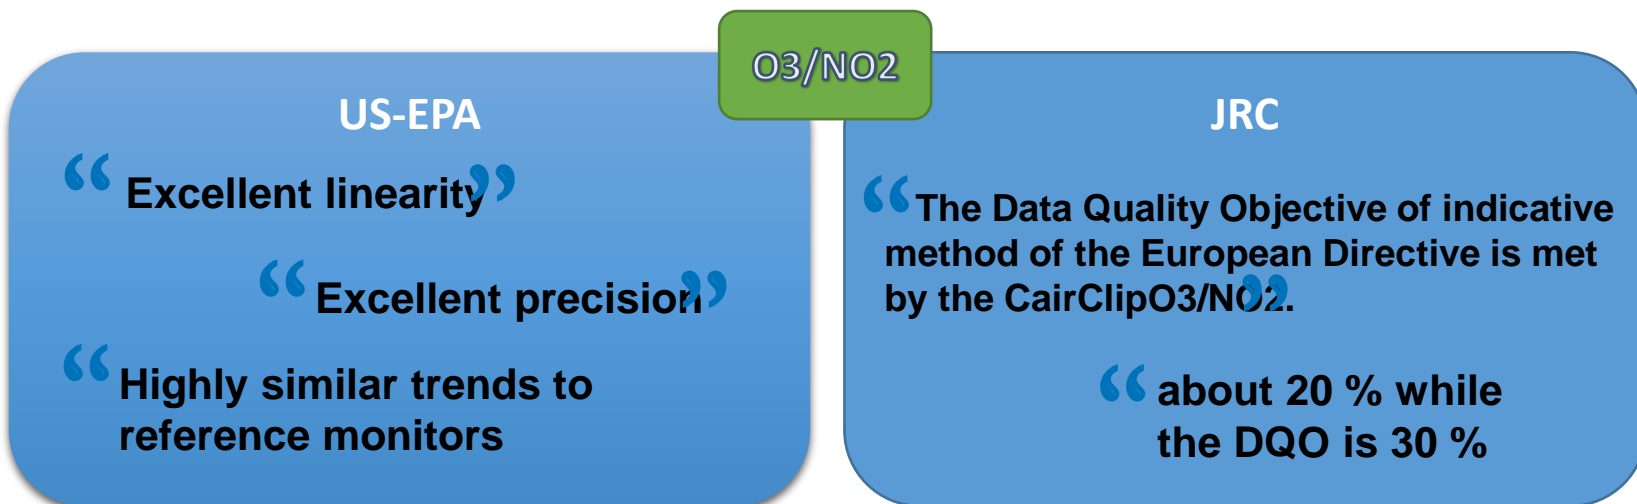 O3/NO2
US-EPA
“ Excellent linearity ”
“ Excellent precision ”
“ Highly similar trends to
reference monitors
JRC
“ The Data Quality Objective of indicative
method of the European Directive is met
by the CairClipO3/NO2. ”
“ about 20 % while
the DQO is 30 %